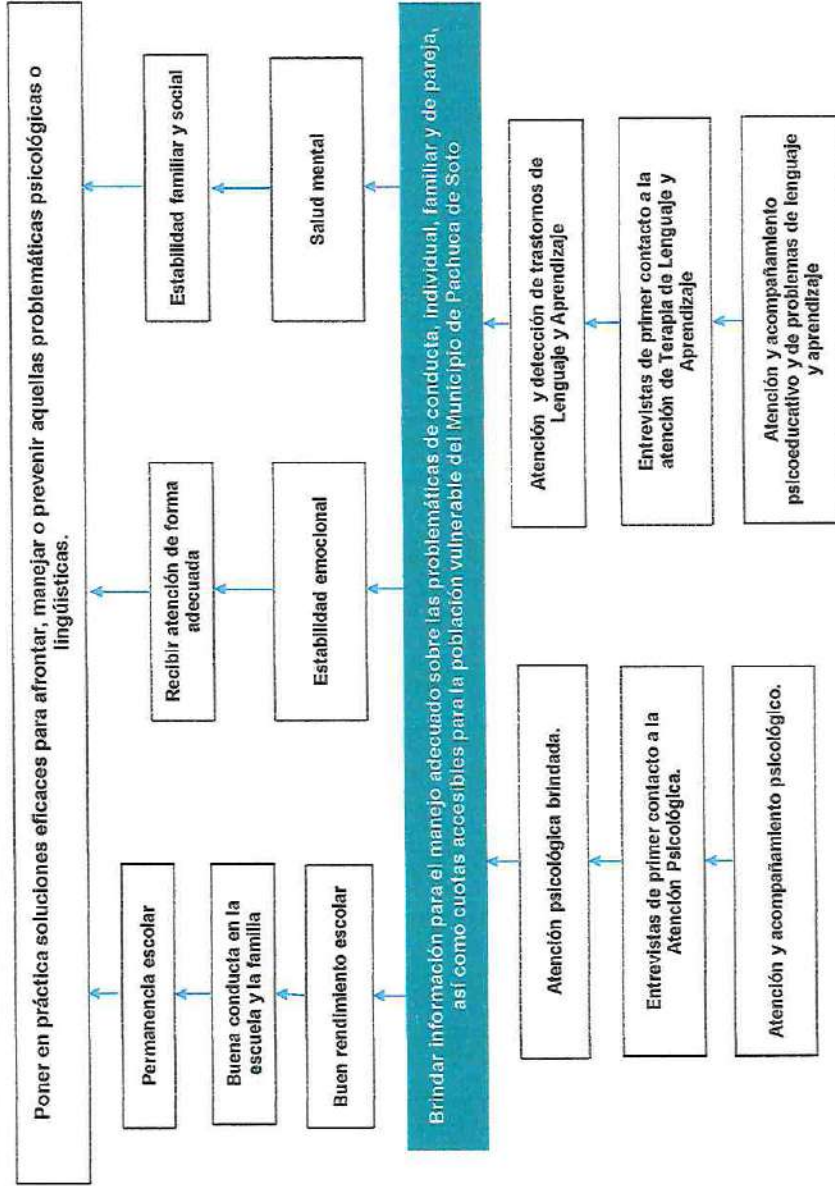 Poner en práctica soluciones eficaces para afrontar, manejar o prevenir aquellas problemáticas psicológicas o
lingüísticas.
Permanencia escolar
Recibir atención de forma
adecuada
Estabilidad familiar y social
Buena conducta en la
escuela y la familia
Buen rendimiento escolar
Estabilidad emocional
Salud mental
Brindar información para el manejo adecuado sobre las problemáticas de conducta, individual, familiar y de pareja,
así como cuotas accesibles para la población vulnerable del Municipio de Pachuca de Soto
Atención psicológica brindada.
Atención y detección de trastornos de
Lenguaje y Aprendizaje
Entrevistas de primer contacto a la
Atención Psicológica.
Entrevistas de primer contacto a la
atención de Terapia de Lenguaje y
Aprendizaje
Atención y acompañamiento psicológico.
Atención y acompañamiento
psicoeducativo y de problemas de lenguaje
y aprendizaje